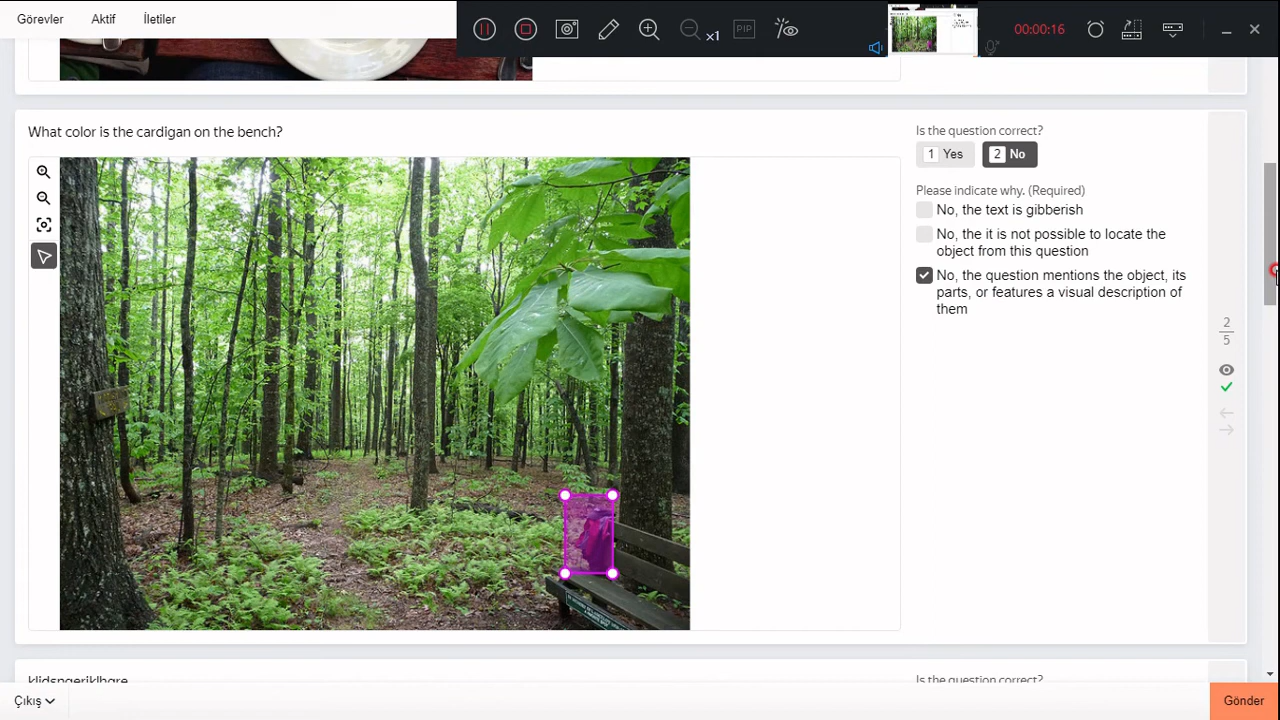 Görevler Aktif İletiler
x1 PIP 00:00:16
What color is the cardigan on the bench?
Is the question correct?
1 Yes 2 No
Please indicate why. (Required)
No, the text is gibberish
No, the it is not possible to locate the
object from this question
No, the question mentions the object, its
parts, or features a visual description of
them
2
5
Is the question correct?
Çıkış
Gönder